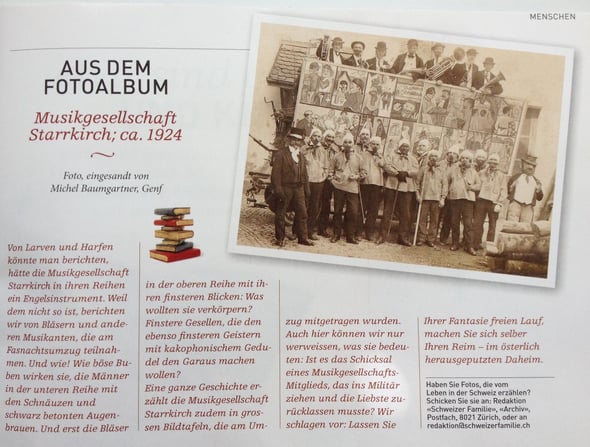 MENSCHEN
AUS DEM
FOTOALBUM
Musikgesellschaft
Starrkirch; ca. 1924
Foto, eingesandt von
Michel Baumgartner, Genf
Von Larven und Harfen
könnte man berichten,
hätte die Musikgesellschaft
Starrkirch in ihren Reihen
ein Engelsinstrument. Weil
dem nicht so ist, berichten
wir von Bläsern und ande-
ren Musikanten, die am
Fasnachtsumzug teilnah-
men. Und wie! Wie böse Bu-
ben wirken sie, die Männer
in der unteren Reihe mit
den Schnäuzen und
schwarz betonten Augen-
brauen. Und erst die Bläser
in der oberen Reihe mit ih-
ren finsteren Blicken: Was
wollten sie verkörpern?
Finstere Gesellen, die den
ebenso finsteren Geistern
mit kakophonischem Gedu-
del den Garaus machen
wollen?
Eine ganze Geschichte er-
zählt die Musikgesellschaft
Starrkirch zudem in gros-
sen Bildtafeln, die am Um-
zug mitgetragen wurden.
Auch hier können wir nur
werweissen, was sie bedeu-
ten: Ist es das Schicksal
eines Musikgesellschafts-
Mitglieds, das ins Militär
ziehen und die Liebste zu-
rücklassen musste? Wir
schlagen vor: Lassen Sie
Ihrer Fantasie freien Lauf,
machen Sie sich selber
Ihren Reim – im österlich
herausgeputzten Daheim.
Haben Sie Fotos, die vom
Leben in der Schweiz erzählen?
Schicken Sie sie an: Redaktion
«Schweizer Familie», «Archiv»,
Postfach, 8021 Zürich, oder an
redaktion@schweizerfamilie.ch